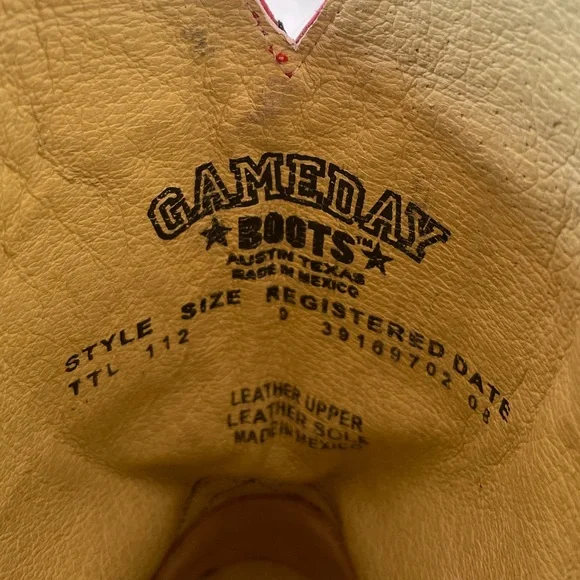 GAMEDAY
BOOTS™
AUSTIN TEXAS
MADE IN MEXICO
STYLE SIZE REGISTERED DATE
TTL 112 D 39169702 08
LEATHER UPPER
LEATHER SOLE
MADE IN MEXICO